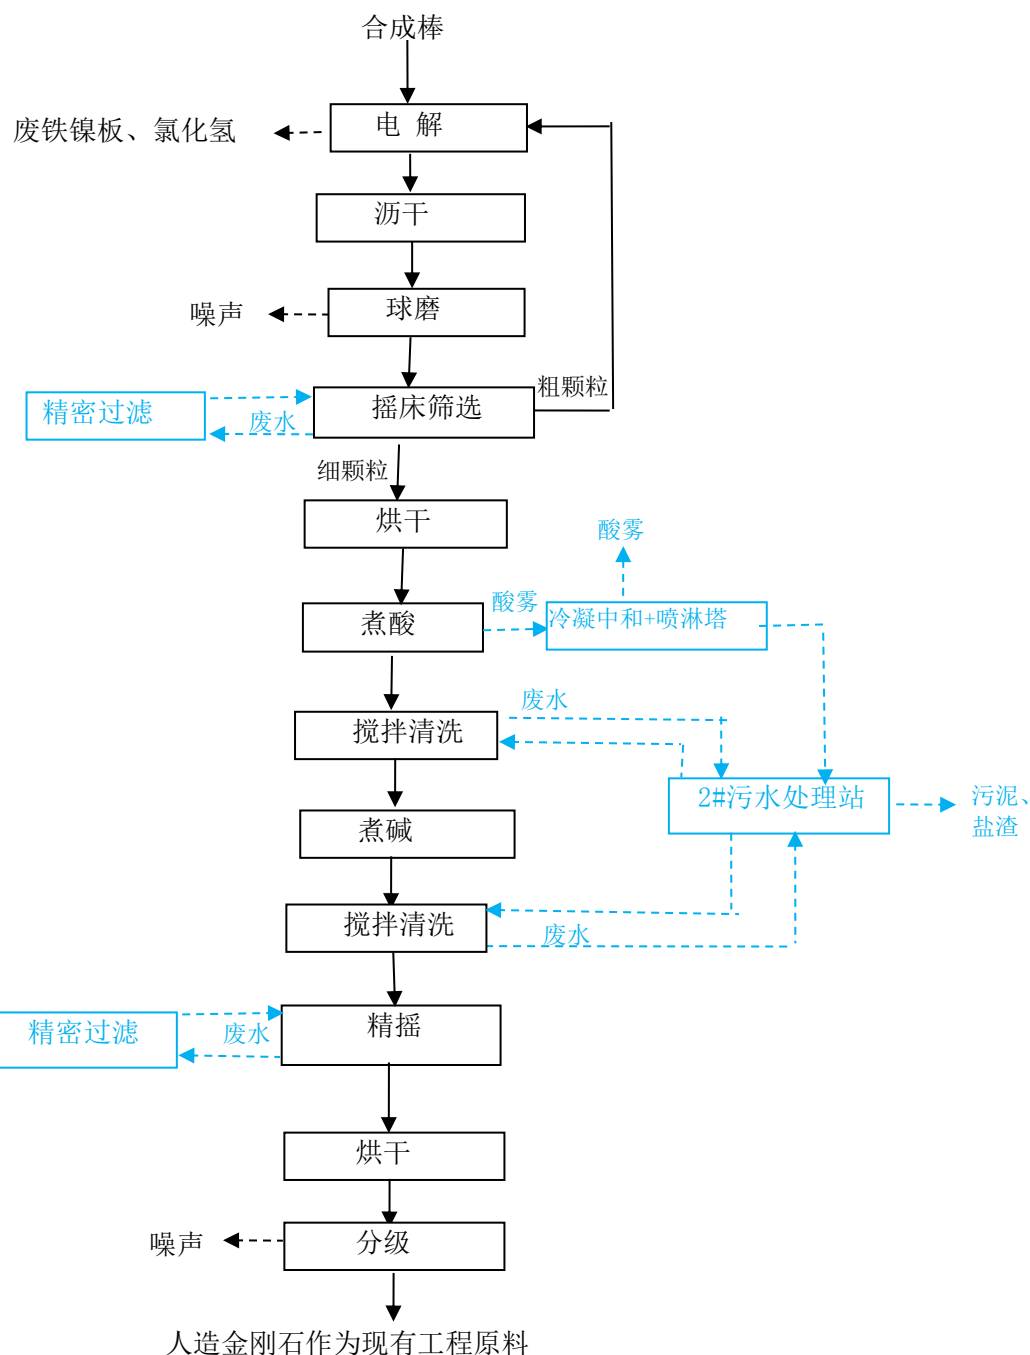 合成棒
电 解
废铁镍板、氯化氢
沥干
球磨
噪声
粗颗粒
摇床筛选
精密过滤
废水
细颗粒
烘干
酸雾
酸雾
冷凝中和+喷淋塔
煮酸
废水
搅拌清洗
2#污水处理站
污泥、
盐渣
煮碱
搅拌清洗
废水
精摇
精密过滤
废水
烘干
分级
噪声
人造金刚石作为现有工程原料